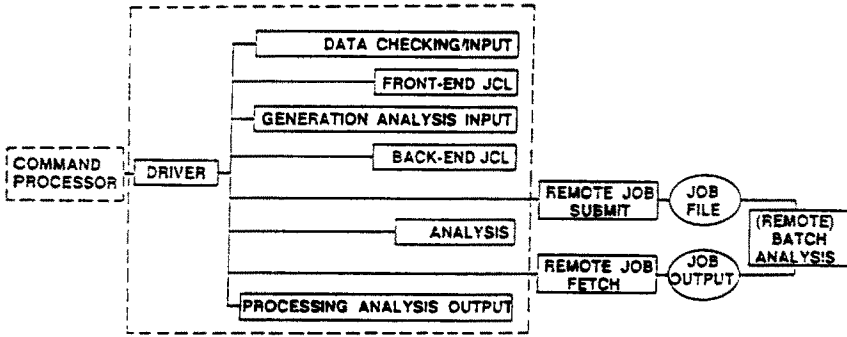 DATA CHECKING/INPUT
FRONT-END JCL
GENERATION ANALYSIS INPUT
BACK-END JCL
COMMAND
PROCESSOR
DRIVER
REMOTE JOB
SUBMIT
JOB
FILE
(REMOTE)
BATCH
ANALYSIS
ANALYSIS
REMOTE JOB
FETCH
JOB
OUTPUT
PROCESSING ANALYSIS OUTPUT